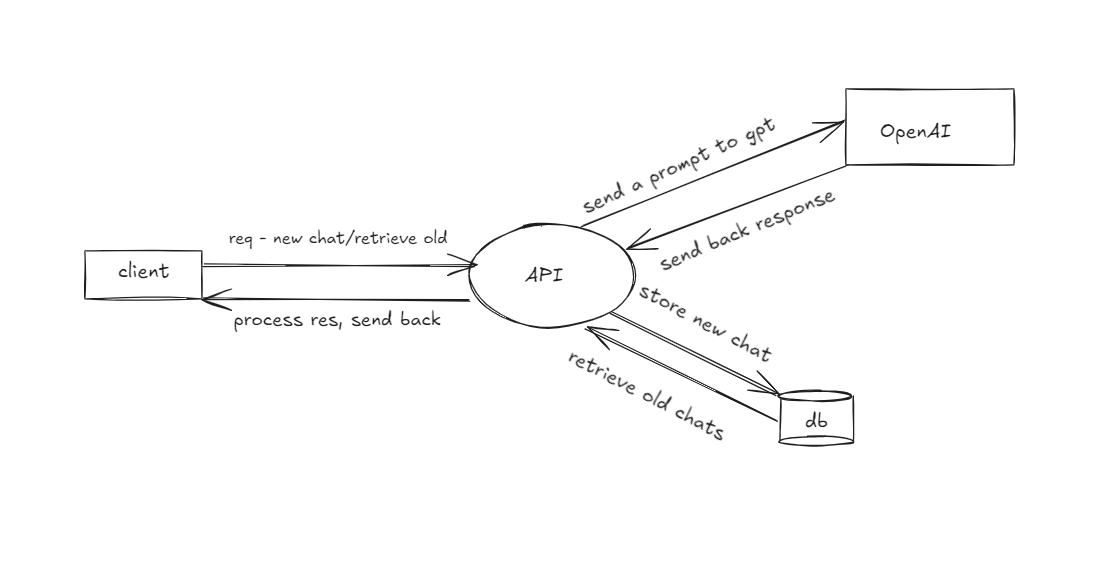 OpenAI
send a prompt to gpt
send back response
req - new chat/retrieve old
client
API
process res, send back
store new chat
retrieve old chats
db